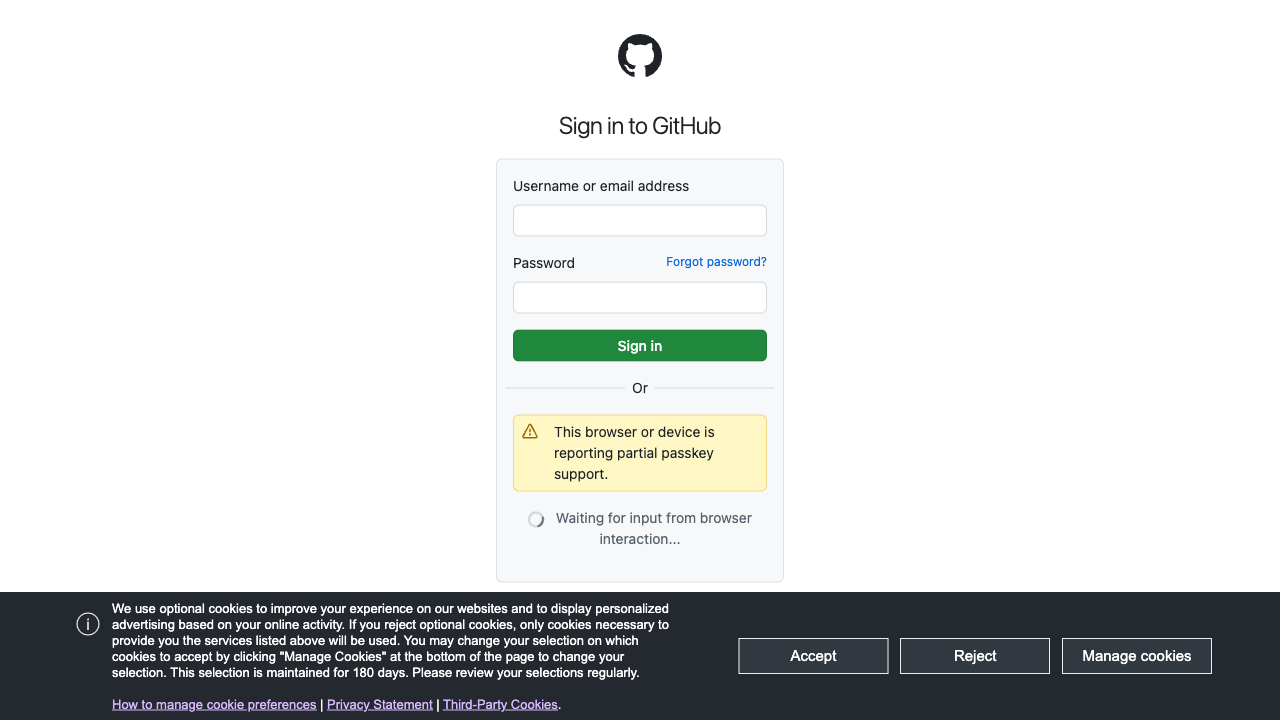 Sign in to GitHub
Username or email address
Password
Forgot password?
Sign in
Or
This browser or device is
reporting partial passkey
support.
Waiting for input from browser
interaction...
We use optional cookies to improve your experience on our websites and to display personalized
advertising based on your online activity. If you reject optional cookies, only cookies necessary to
provide you the services listed above will be used. You may change your selection on which
cookies to accept by clicking "Manage Cookies" at the bottom of the page to change your
selection. This selection is maintained for 180 days. Please review your selections regularly.
How to manage cookie preferences | Privacy Statement | Third-Party Cookies.
Accept
Reject
Manage cookies